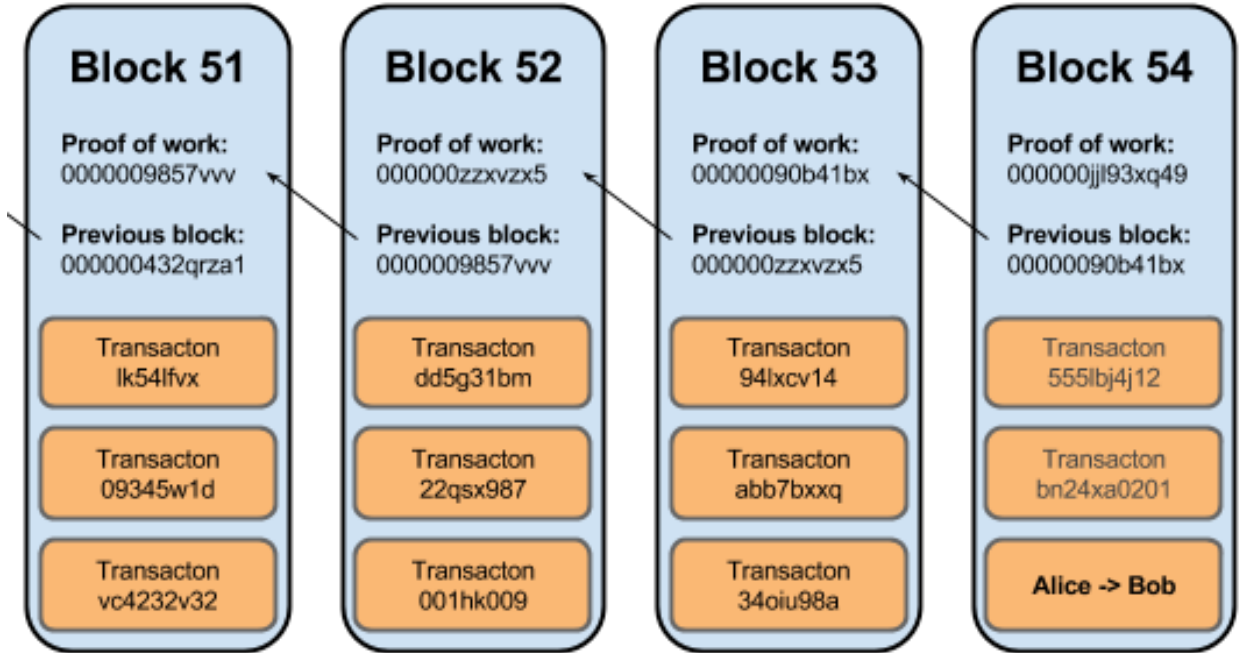 Block 51
Proof of work:
0000009857vvv
Previous block:
000000432qrza1
Transacton
lk54lfvx
Transacton
09345w1d
Transacton
vc4232v32
Block 52
Proof of work:
000000zzxvzx5
Previous block:
0000009857vvv
Transacton
dd5g31bm
Transacton
22qsx987
Transacton
001hk009
Block 53
Proof of work:
00000090b41bx
Previous block:
000000zzxvzx5
Transacton
94lxcv14
Transacton
abb7bxxq
Transacton
34oiu98a
Block 54
Proof of work:
000000jjl93xq49
Previous block:
00000090b41bx
Transacton
555lbj4j12
Transacton
bn24xa0201
Alice -> Bob